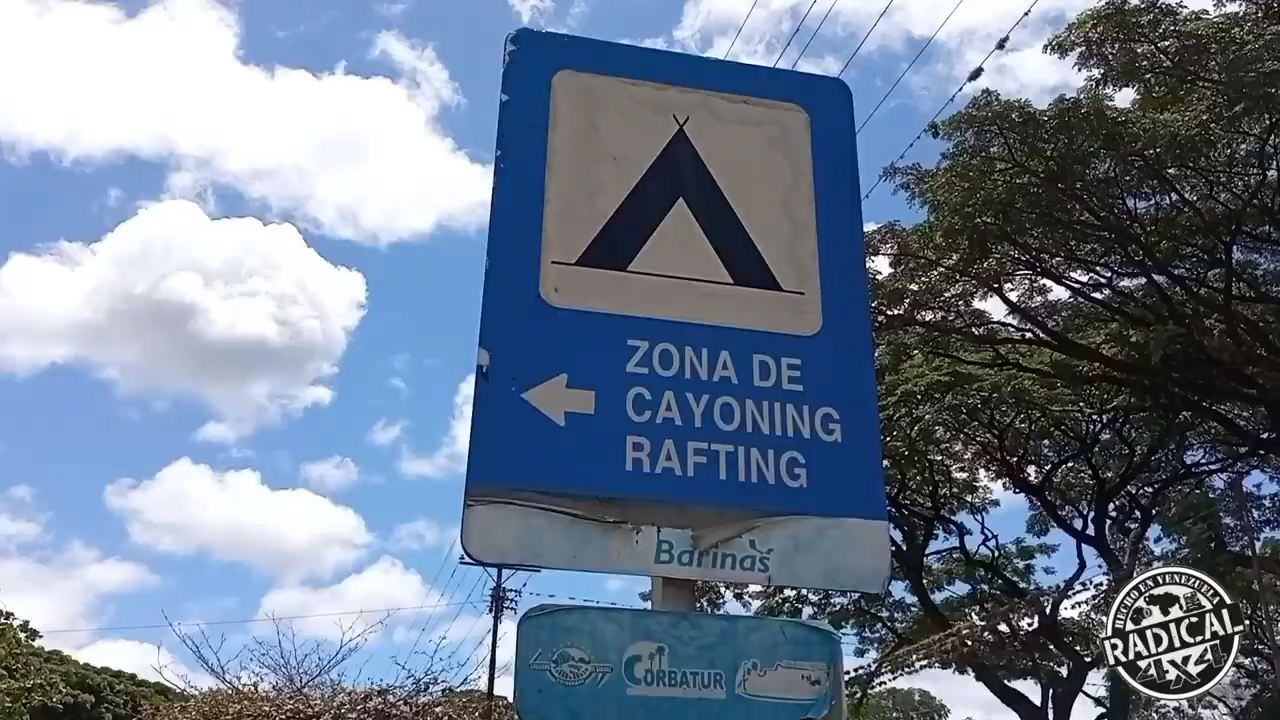 ZONA DE
CAYONING
RAFTING
Barinas
CORBATUR
HECHO EN VENEZUELA
RADICAL
4X4